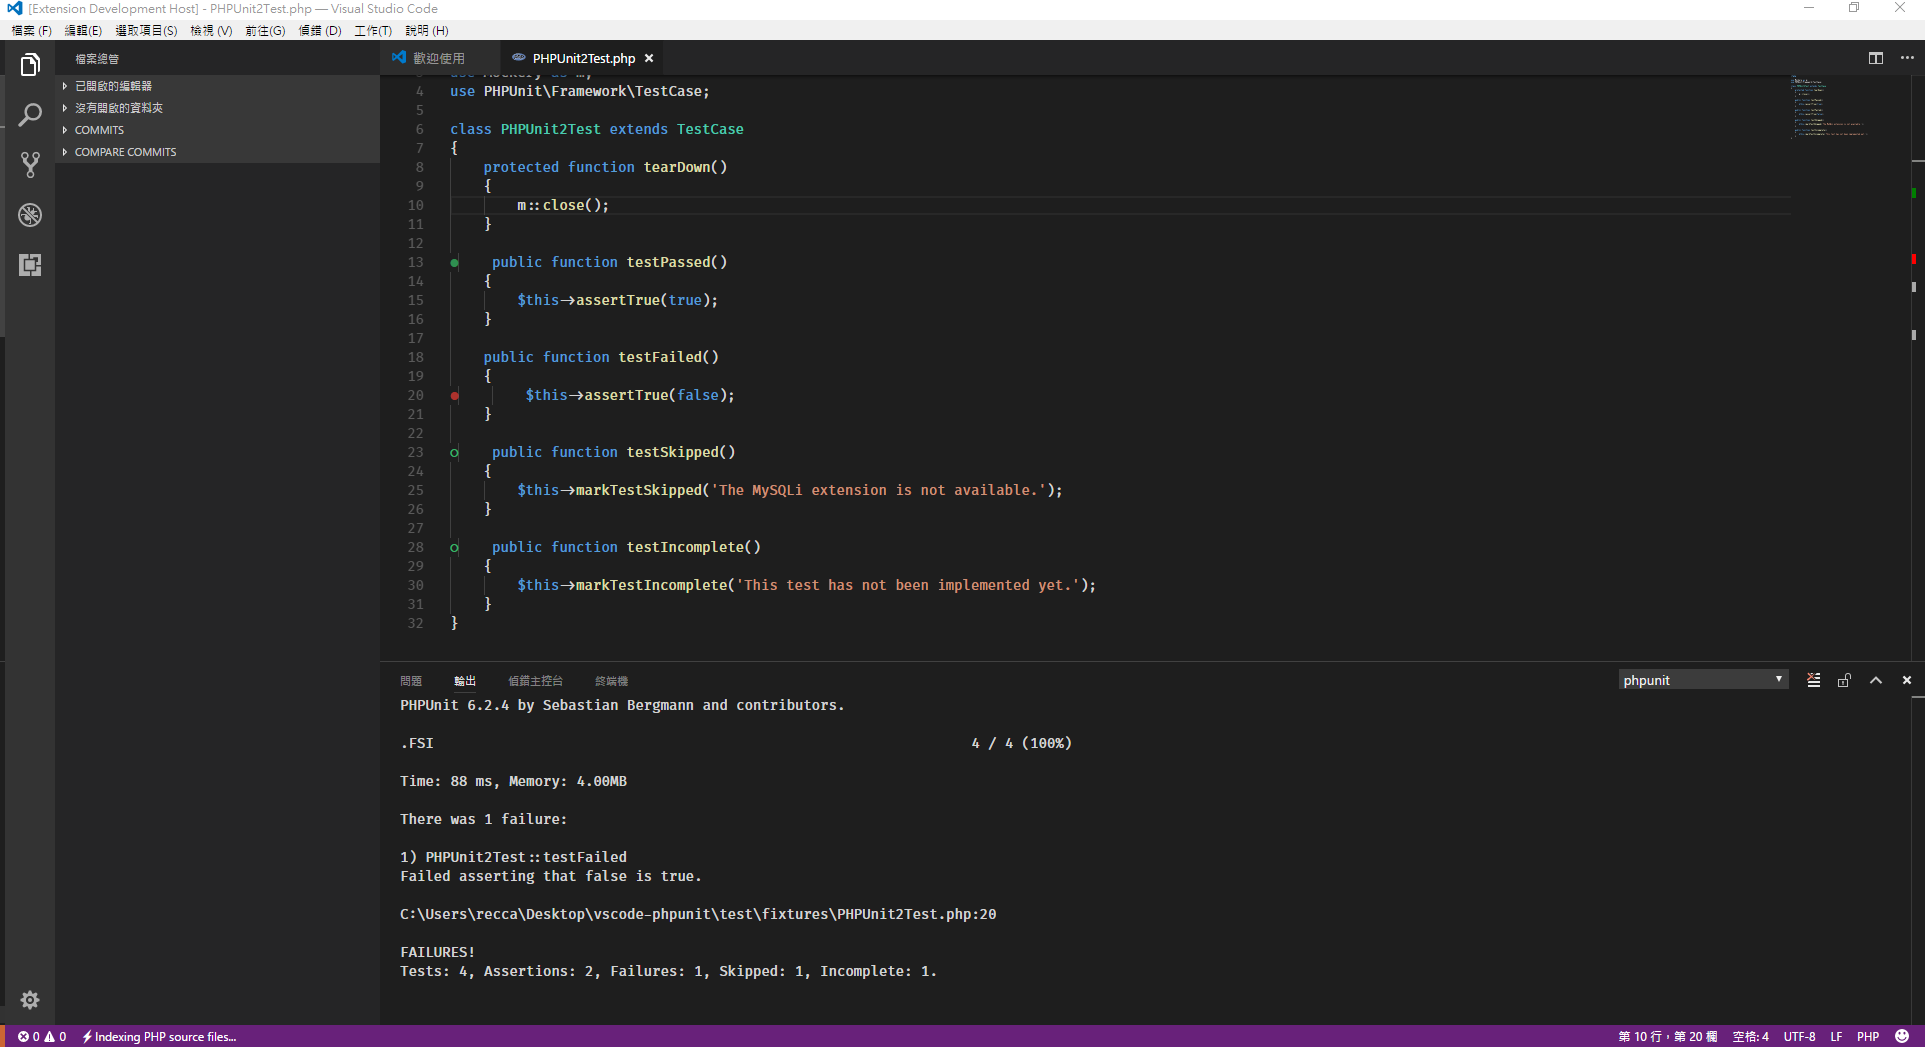 [Extension Development Host] - PHPUnit2Test.php — Visual Studio Code
檔案 (F) 編輯(E) 選取項目(S) 檢視 (V) 前往(G) 偵錯 (D) 工作(T) 說明 (H)
檔案總管
已開啟的編輯器
沒有開啟的資料夾
COMMITS
COMPARE COMMITS
歡迎使用 PHPUnit2Test.php
3 use Mockery as m;
4 use PHPUnit\Framework\TestCase;
5
6 class PHPUnit2Test extends TestCase
7 {
8 protected function tearDown()
9 {
10 m::close();
11 }
12
13 public function testPassed()
14 {
15 $this->assertTrue(true);
16 }
17
18 public function testFailed()
19 {
20 $this->assertTrue(false);
21 }
22
23 public function testSkipped()
24 {
25 $this->markTestSkipped('The MySQLi extension is not available.');
26 }
27
28 public function testIncomplete()
29 {
30 $this->markTestIncomplete('This test has not been implemented yet.');
31 }
32 }
問題 輸出 偵錯主控台 終端機 phpunit
PHPUnit 6.2.4 by Sebastian Bergmann and contributors.
.FSI 4 / 4 (100%)
Time: 88 ms, Memory: 4.00MB
There was 1 failure:
1) PHPUnit2Test::testFailed
Failed asserting that false is true.
C:\Users\recca\Desktop\vscode-phpunit\test\fixtures\PHPUnit2Test.php:20
FAILURES!
Tests: 4, Assertions: 2, Failures: 1, Skipped: 1, Incomplete: 1.
0 0 Indexing PHP source files... 第 10 行，第 20 欄 空格: 4 UTF-8 LF PHP